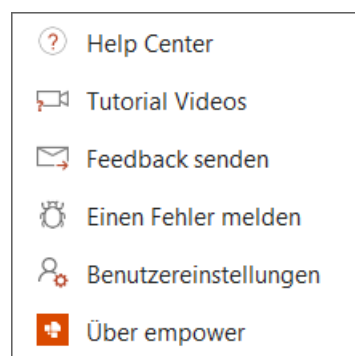 Help Center
Tutorial Videos
Feedback senden
Einen Fehler melden
Benutzereinstellungen
Über empower